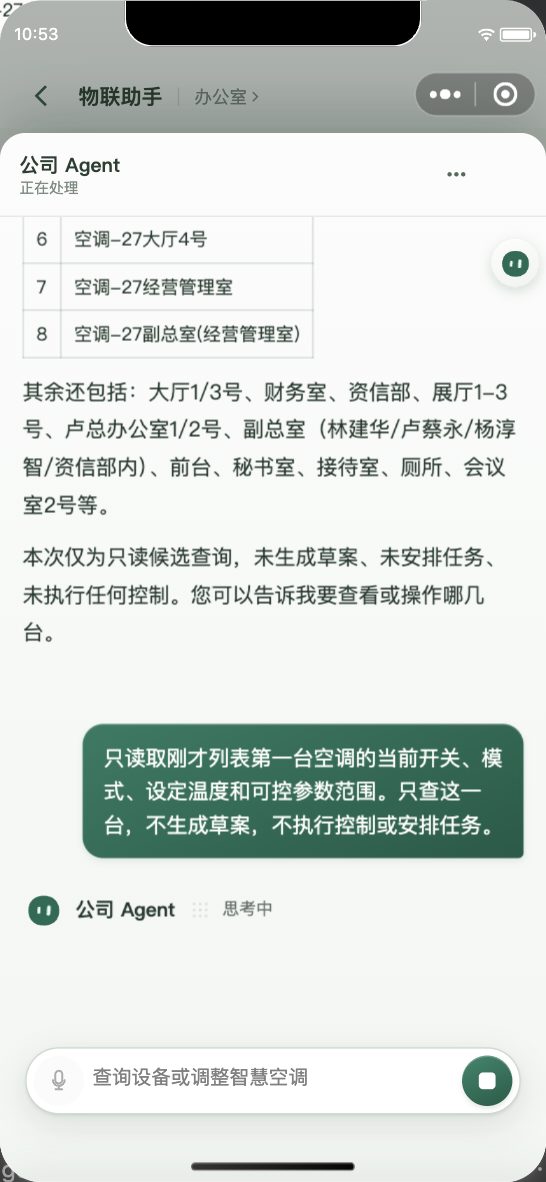 -27
10:53
物联助手
办公室 >
公司 Agent
正在处理
6 空调-27大厅4号
7 空调-27经营管理室
8 空调-27副总室(经营管理室)
其余还包括：大厅1/3号、财务室、资信部、展厅1-3
号、卢总办公室1/2号、副总室（林建华/卢蔡永/杨淳
智/资信部内）、前台、秘书室、接待室、厕所、会议
室2号等。
本次仅为只读候选查询，未生成草案、未安排任务、
未执行任何控制。您可以告诉我要查看或操作哪几
台。
只读取刚才列表第一台空调的当前开关、模
式、设定温度和可控参数范围。只查这一
台，不生成草案，不执行控制或安排任务。
公司 Agent 思考中
查询设备或调整智慧空调